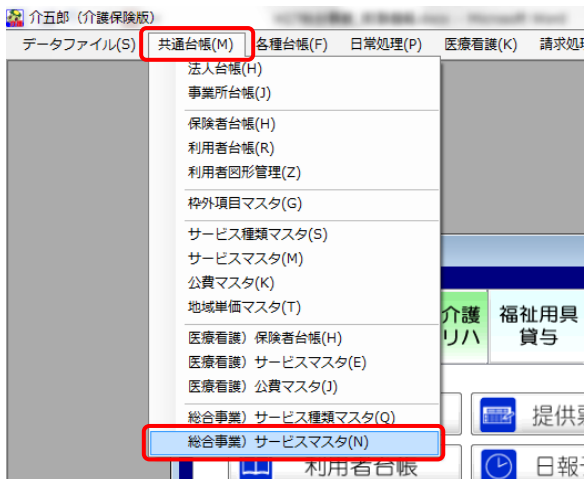 介五郎（介護保険版）
データファイル(S) 共通台帳(M) 各種台帳(F) 日常処理(P) 医療看護(K) 請求処理
法人台帳(H)
事業所台帳(J)
保険者台帳(H)
利用者台帳(R)
利用者図形管理(Z)
枠外項目マスタ(G)
サービス種類マスタ(S)
サービスマスタ(M)
公費マスタ(K)
地域単価マスタ(T)
医療看護）保険者台帳(H)
医療看護）サービスマスタ(E)
医療看護）公費マスタ(J)
総合事業）サービス種類マスタ(Q)
総合事業）サービスマスタ(N)
介護 福祉用具
リハ 貸与
提供票
利用者台帳 日報